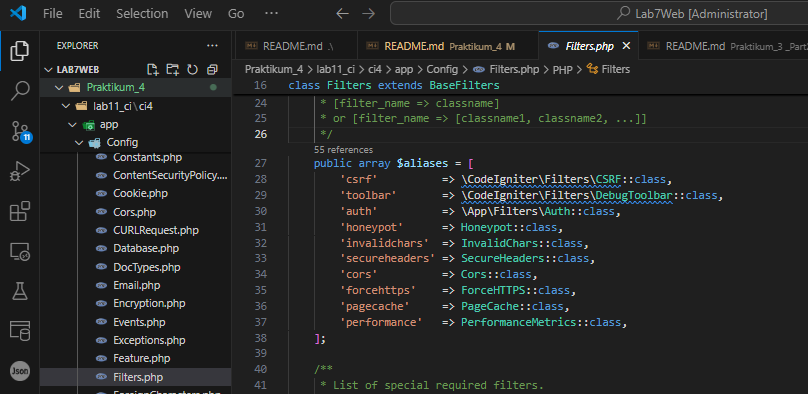 File Edit Selection View Go ... Lab7Web [Administrator]
EXPLORER ...
README.md .\ README.md Praktikum_4 M Filters.php README.md Praktikum_3 _Part2
LAB7WEB
Praktikum_4 > lab11_ci > ci4 > app > Config > Filters.php > PHP > Filters
Praktikum_4
lab11_ci\ci4
app
Config
Constants.php
ContentSecurityPolicy....
Cookie.php
Cors.php
CURLRequest.php
Database.php
DocTypes.php
Email.php
Encryption.php
Events.php
Exceptions.php
Feature.php
Filters.php
11
Json
16 class Filters extends BaseFilters
24 * [filter_name => classname]
25 * or [filter_name => [classname1, classname2, ...]]
26 */
55 references
27 public array $aliases = [
28 'csrf' => \CodeIgniter\Filters\CSRF::class,
29 'toolbar' => \CodeIgniter\Filters\DebugToolbar::class,
30 'auth' => \App\Filters\Auth::class,
31 'honeypot' => Honeypot::class,
32 'invalidchars' => InvalidChars::class,
33 'secureheaders' => SecureHeaders::class,
34 'cors' => Cors::class,
35 'forcehttps' => ForceHTTPS::class,
36 'pagecache' => PageCache::class,
37 'performance' => PerformanceMetrics::class,
38 ];
39
40 /**
41 * List of special required filters.